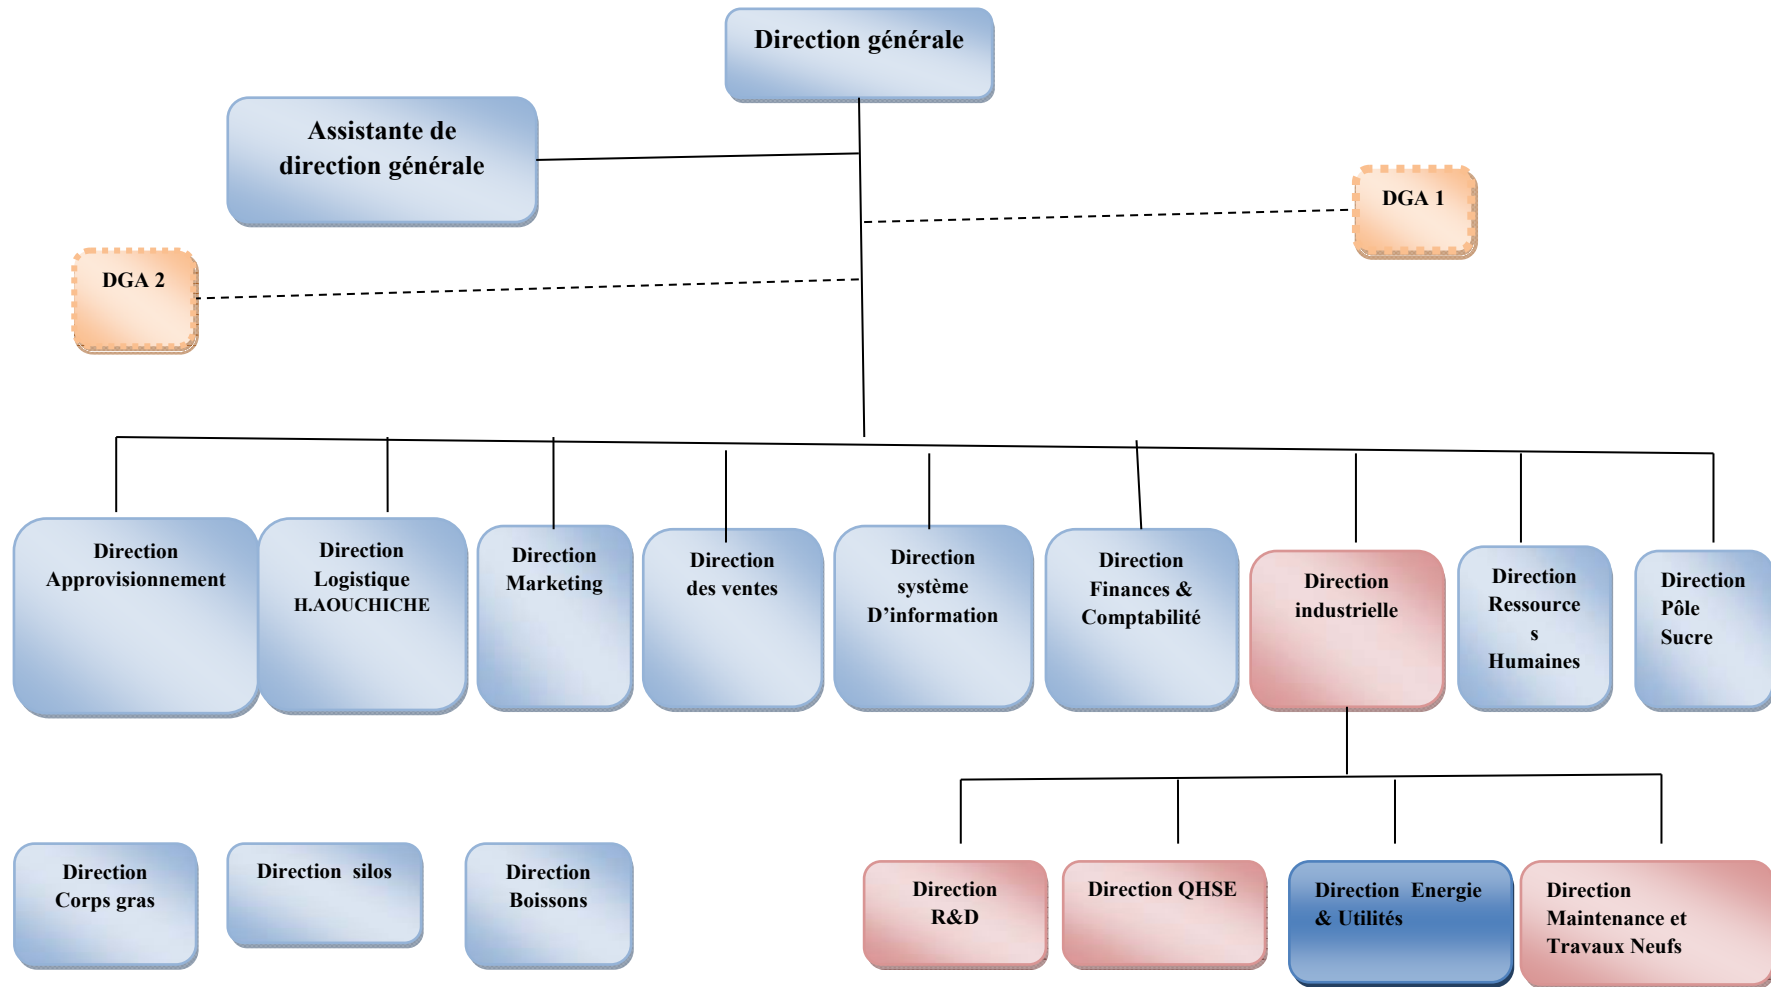 Direction générale
Assistante de
direction générale
DGA 1
DGA 2
Direction
Approvisionnement
Direction
Logistique
H.AOUCHICHE
Direction
Marketing
Direction
des ventes
Direction
système
D'information
Direction
Finances &
Comptabilité
Direction
industrielle
Direction
Ressource
s
Humaines
Direction
Pôle
Sucre
Direction
Corps gras
Direction silos
Direction
Boissons
Direction
R&D
Direction QHSE
Direction Energie
& Utilités
Direction
Maintenance et
Travaux Neufs